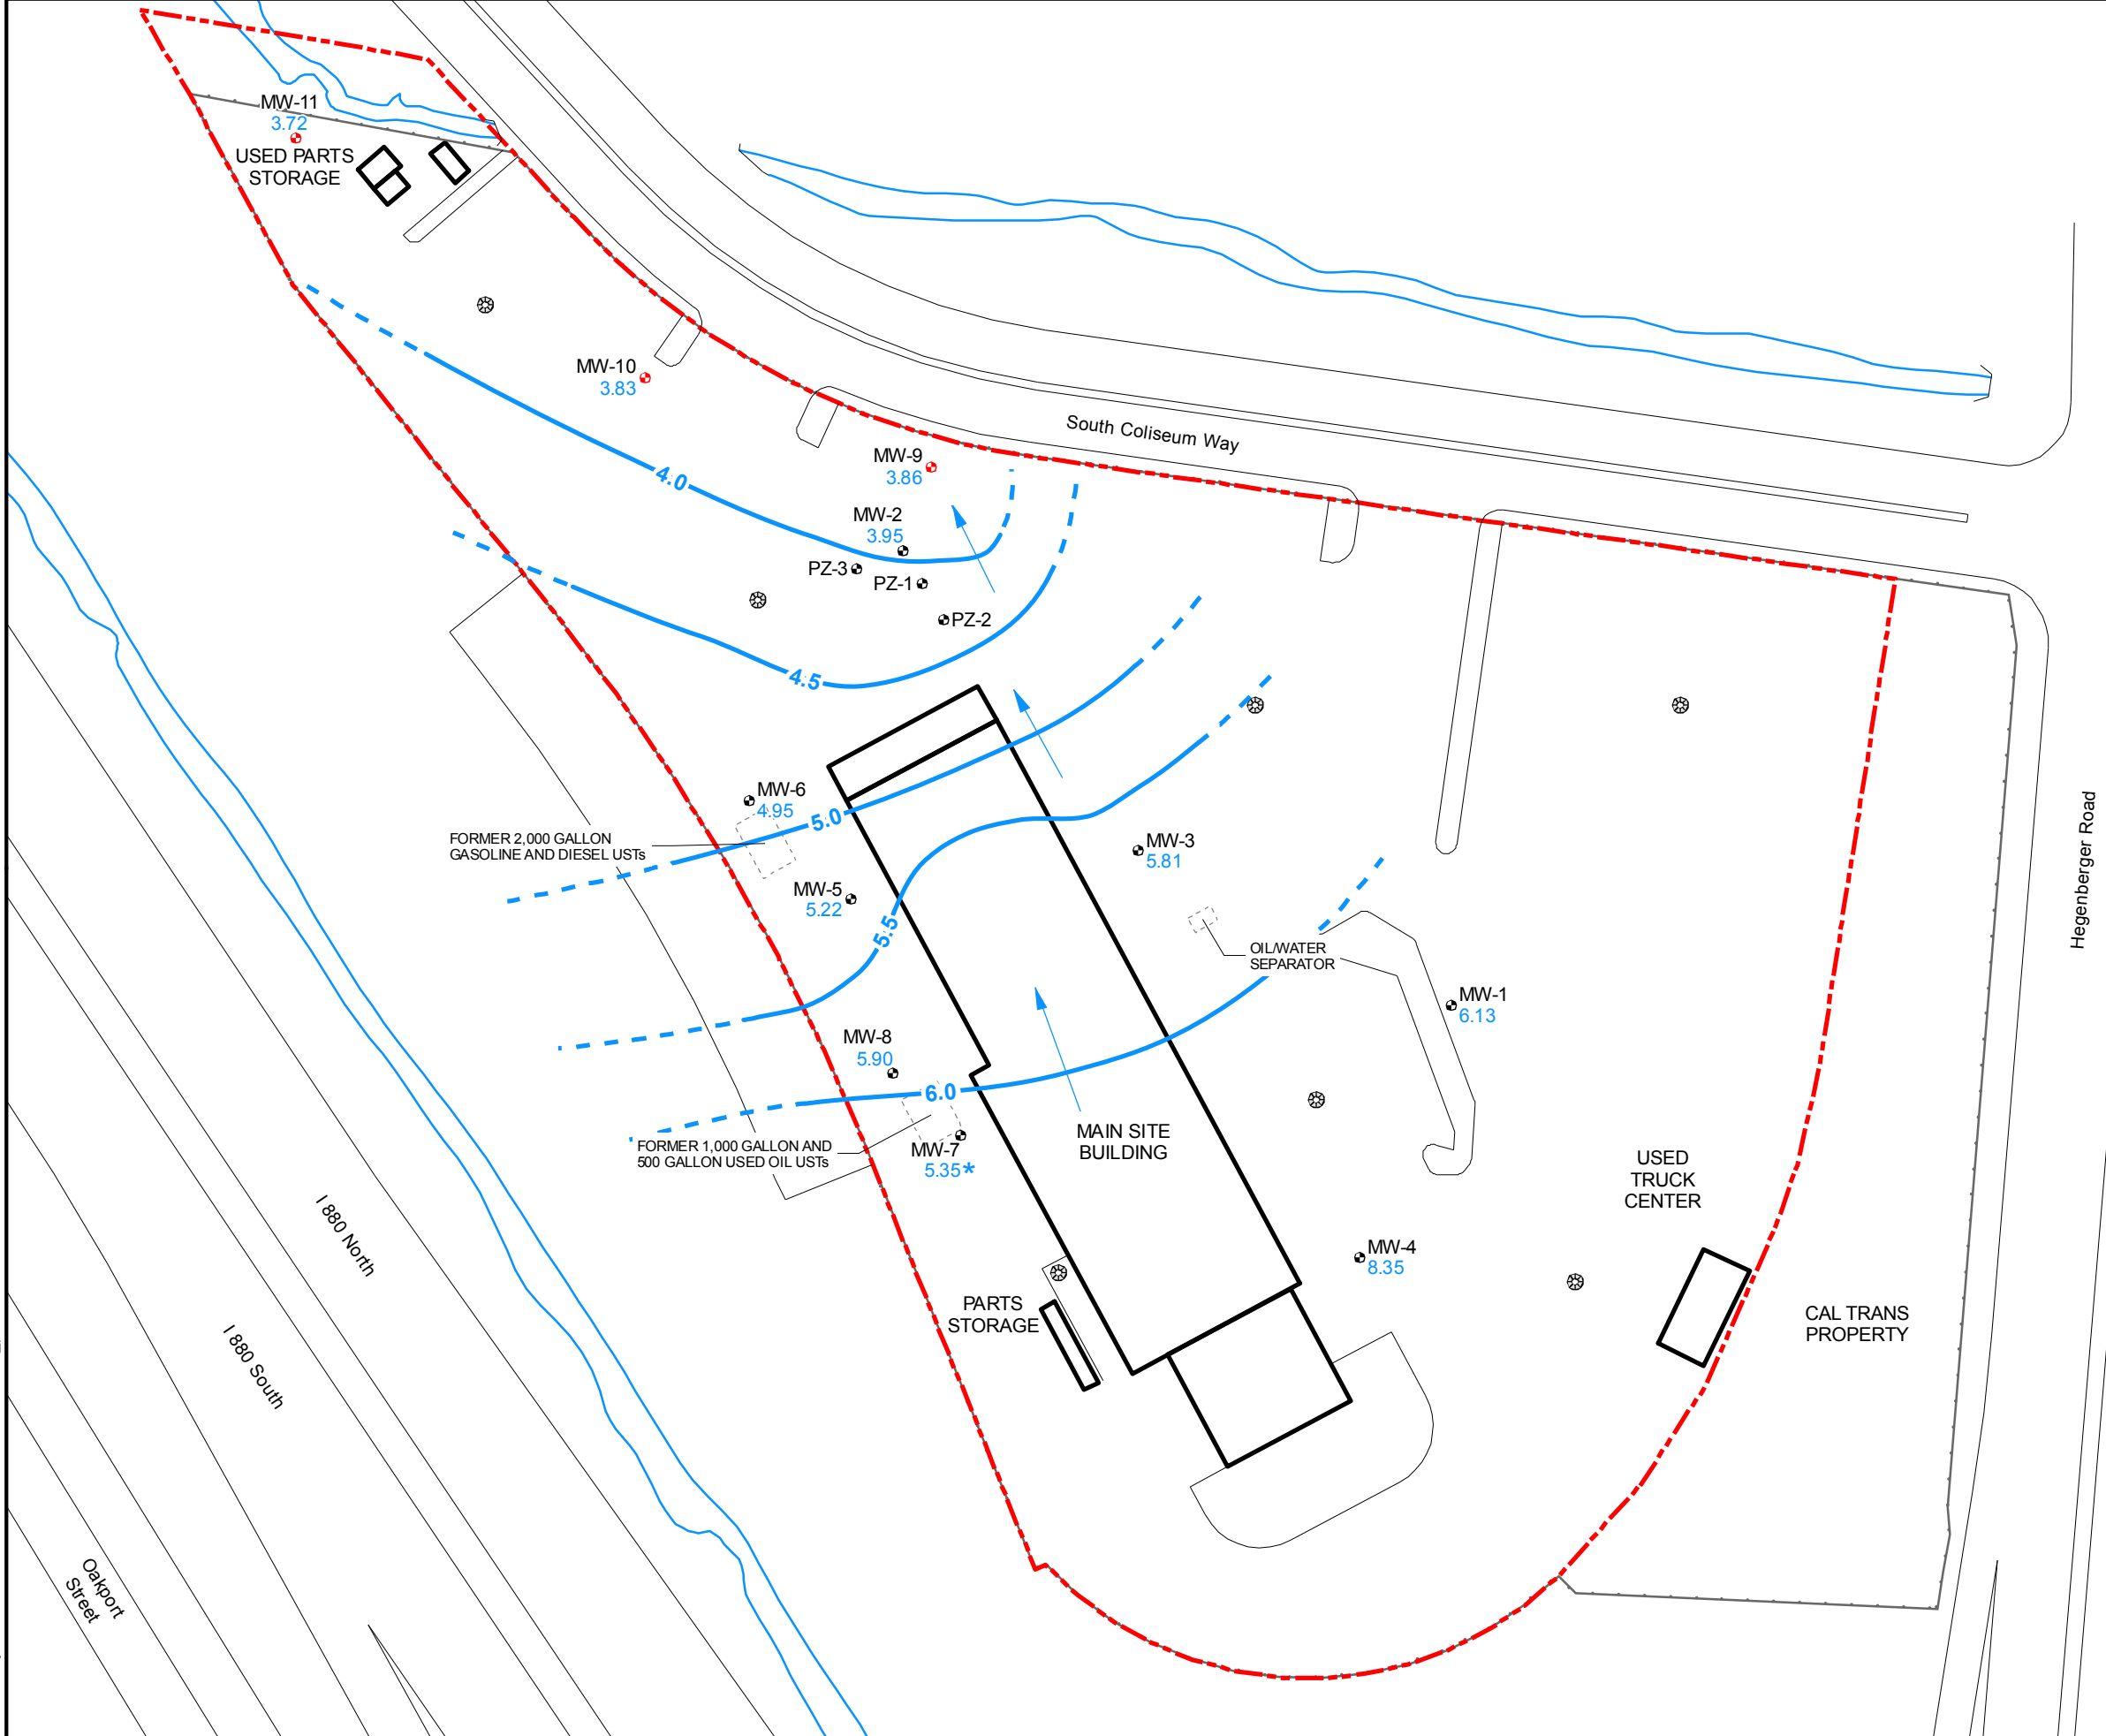 MW-11
3.72
USED PARTS
STORAGE
MW-10
3.83
South Coliseum Way
MW-9
3.86
4.0
MW-2
3.95
PZ-3
PZ-1
PZ-2
4.5
MW-6
4.95
5.0
FORMER 2,000 GALLON
GASOLINE AND DIESEL USTs
MW-3
5.81
MW-5
5.22
5.5
Hegenberger Road
OIL/WATER
SEPARATOR
MW-1
6.13
MW-8
5.90
6.0
FORMER 1,000 GALLON AND
500 GALLON USED OIL USTs
MW-7
5.35*
MAIN SITE
BUILDING
USED
TRUCK
CENTER
I 880 North
MW-4
8.35
PARTS
STORAGE
CAL TRANS
PROPERTY
I 880 South
Oakport
Street